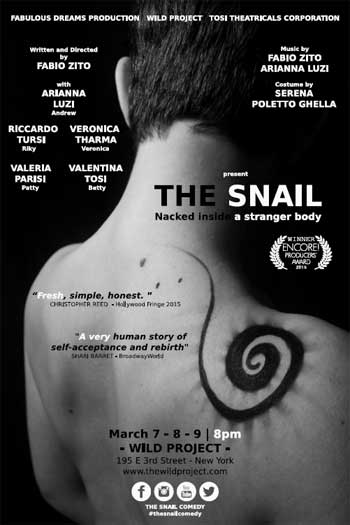 FABULOUS DREAMS PRODUCTION WILD PROJECT TOSI THEATRICALS CORPORATION
Written and Directed
by
FABIO ZITO
with
ARIANNA
LUZI
Andrew
RICCARDO
TURSI
Riky
VERONICA
THARMA
Veronica
VALERIA
PARISI
Patty
VALENTINA
TOSI
Betty
Music by
FABIO ZITO
ARIANNA LUZI
Costume by
SERENA
POLETTO GHELLA
present
THE SNAIL
Nacked inside a stranger body
WINNER
ENCORE!
PRODUCERS'
AWARD
2015
"Fresh, simple, honest. "
CHRISTOPHER REED • Hollywood Fringe 2015
"A very human story of
self-acceptance and rebirth"
SHARI BARRET • BroadwayWorld
March 7 - 8 - 9 | 8pm
- WILD PROJECT -
195 E 3rd Street - New York
www.thewildproject.com
THE SNAIL COMEDY
#thesnailcomedy